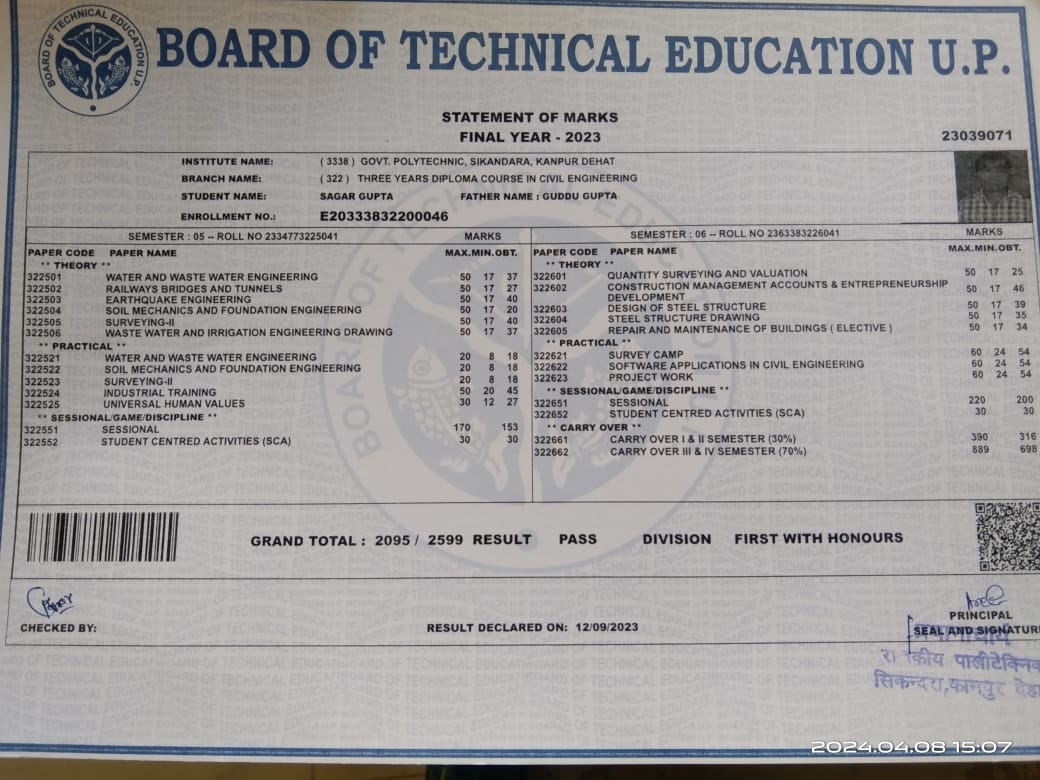 BOARD OF TECHNICAL EDUCATION U.P.
BOARD OF TECHNICAL EDUCATION U.P.
STATEMENT OF MARKS
FINAL YEAR - 2023
23039071
INSTITUTE NAME: ( 3338 ) GOVT. POLYTECHNIC, SIKANDARA, KANPUR DEHAT
BRANCH NAME: ( 322 ) THREE YEARS DIPLOMA COURSE IN CIVIL ENGINEERING
STUDENT NAME: SAGAR GUPTA FATHER NAME : GUDDU GUPTA
ENROLLMENT NO.: E20333832200046
SEMESTER : 05 -- ROLL NO 2334773225041 MARKS
PAPER CODE PAPER NAME MAX.MIN.OBT.
** THEORY **
322501 WATER AND WASTE WATER ENGINEERING 50 17 37
322502 RAILWAYS BRIDGES AND TUNNELS 50 17 27
322503 EARTHQUAKE ENGINEERING 50 17 40
322504 SOIL MECHANICS AND FOUNDATION ENGINEERING 50 17 20
322505 SURVEYING-II 50 17 40
322506 WASTE WATER AND IRRIGATION ENGINEERING DRAWING 50 17 37
** PRACTICAL **
322521 WATER AND WASTE WATER ENGINEERING 20 8 18
322522 SOIL MECHANICS AND FOUNDATION ENGINEERING 20 8 18
322523 SURVEYING-II 20 8 18
322524 INDUSTRIAL TRAINING 50 20 45
322525 UNIVERSAL HUMAN VALUES 30 12 27
** SESSIONAL/GAME/DISCIPLINE **
322551 SESSIONAL 170 153
322552 STUDENT CENTRED ACTIVITIES (SCA) 30 30
SEMESTER : 06 -- ROLL NO 2363383226041 MARKS
PAPER CODE PAPER NAME MAX.MIN.OBT.
** THEORY **
322601 QUANTITY SURVEYING AND VALUATION 50 17 25
322602 CONSTRUCTION MANAGEMENT ACCOUNTS & ENTREPRENEURSHIP 50 17 46
DEVELOPMENT
322603 DESIGN OF STEEL STRUCTURE 50 17 39
322604 STEEL STRUCTURE DRAWING 50 17 35
322605 REPAIR AND MAINTENANCE OF BUILDINGS ( ELECTIVE ) 50 17 34
** PRACTICAL **
322621 SURVEY CAMP 60 24 54
322622 SOFTWARE APPLICATIONS IN CIVIL ENGINEERING 60 24 54
322623 PROJECT WORK 60 24 54
** SESSIONAL/GAME/DISCIPLINE **
322651 SESSIONAL 220 200
322652 STUDENT CENTRED ACTIVITIES (SCA) 30 30
** CARRY OVER **
322661 CARRY OVER I & II SEMESTER (30%) 390 316
322662 CARRY OVER III & IV SEMESTER (70%) 889 698
GRAND TOTAL : 2095 / 2599 RESULT PASS DIVISION FIRST WITH HONOURS
CHECKED BY:
RESULT DECLARED ON: 12/09/2023
PRINCIPAL
SEAL AND SIGNATURE
पालीटेक्निक
सिकन्दरा,कानपुर
2024.04.08 15:07